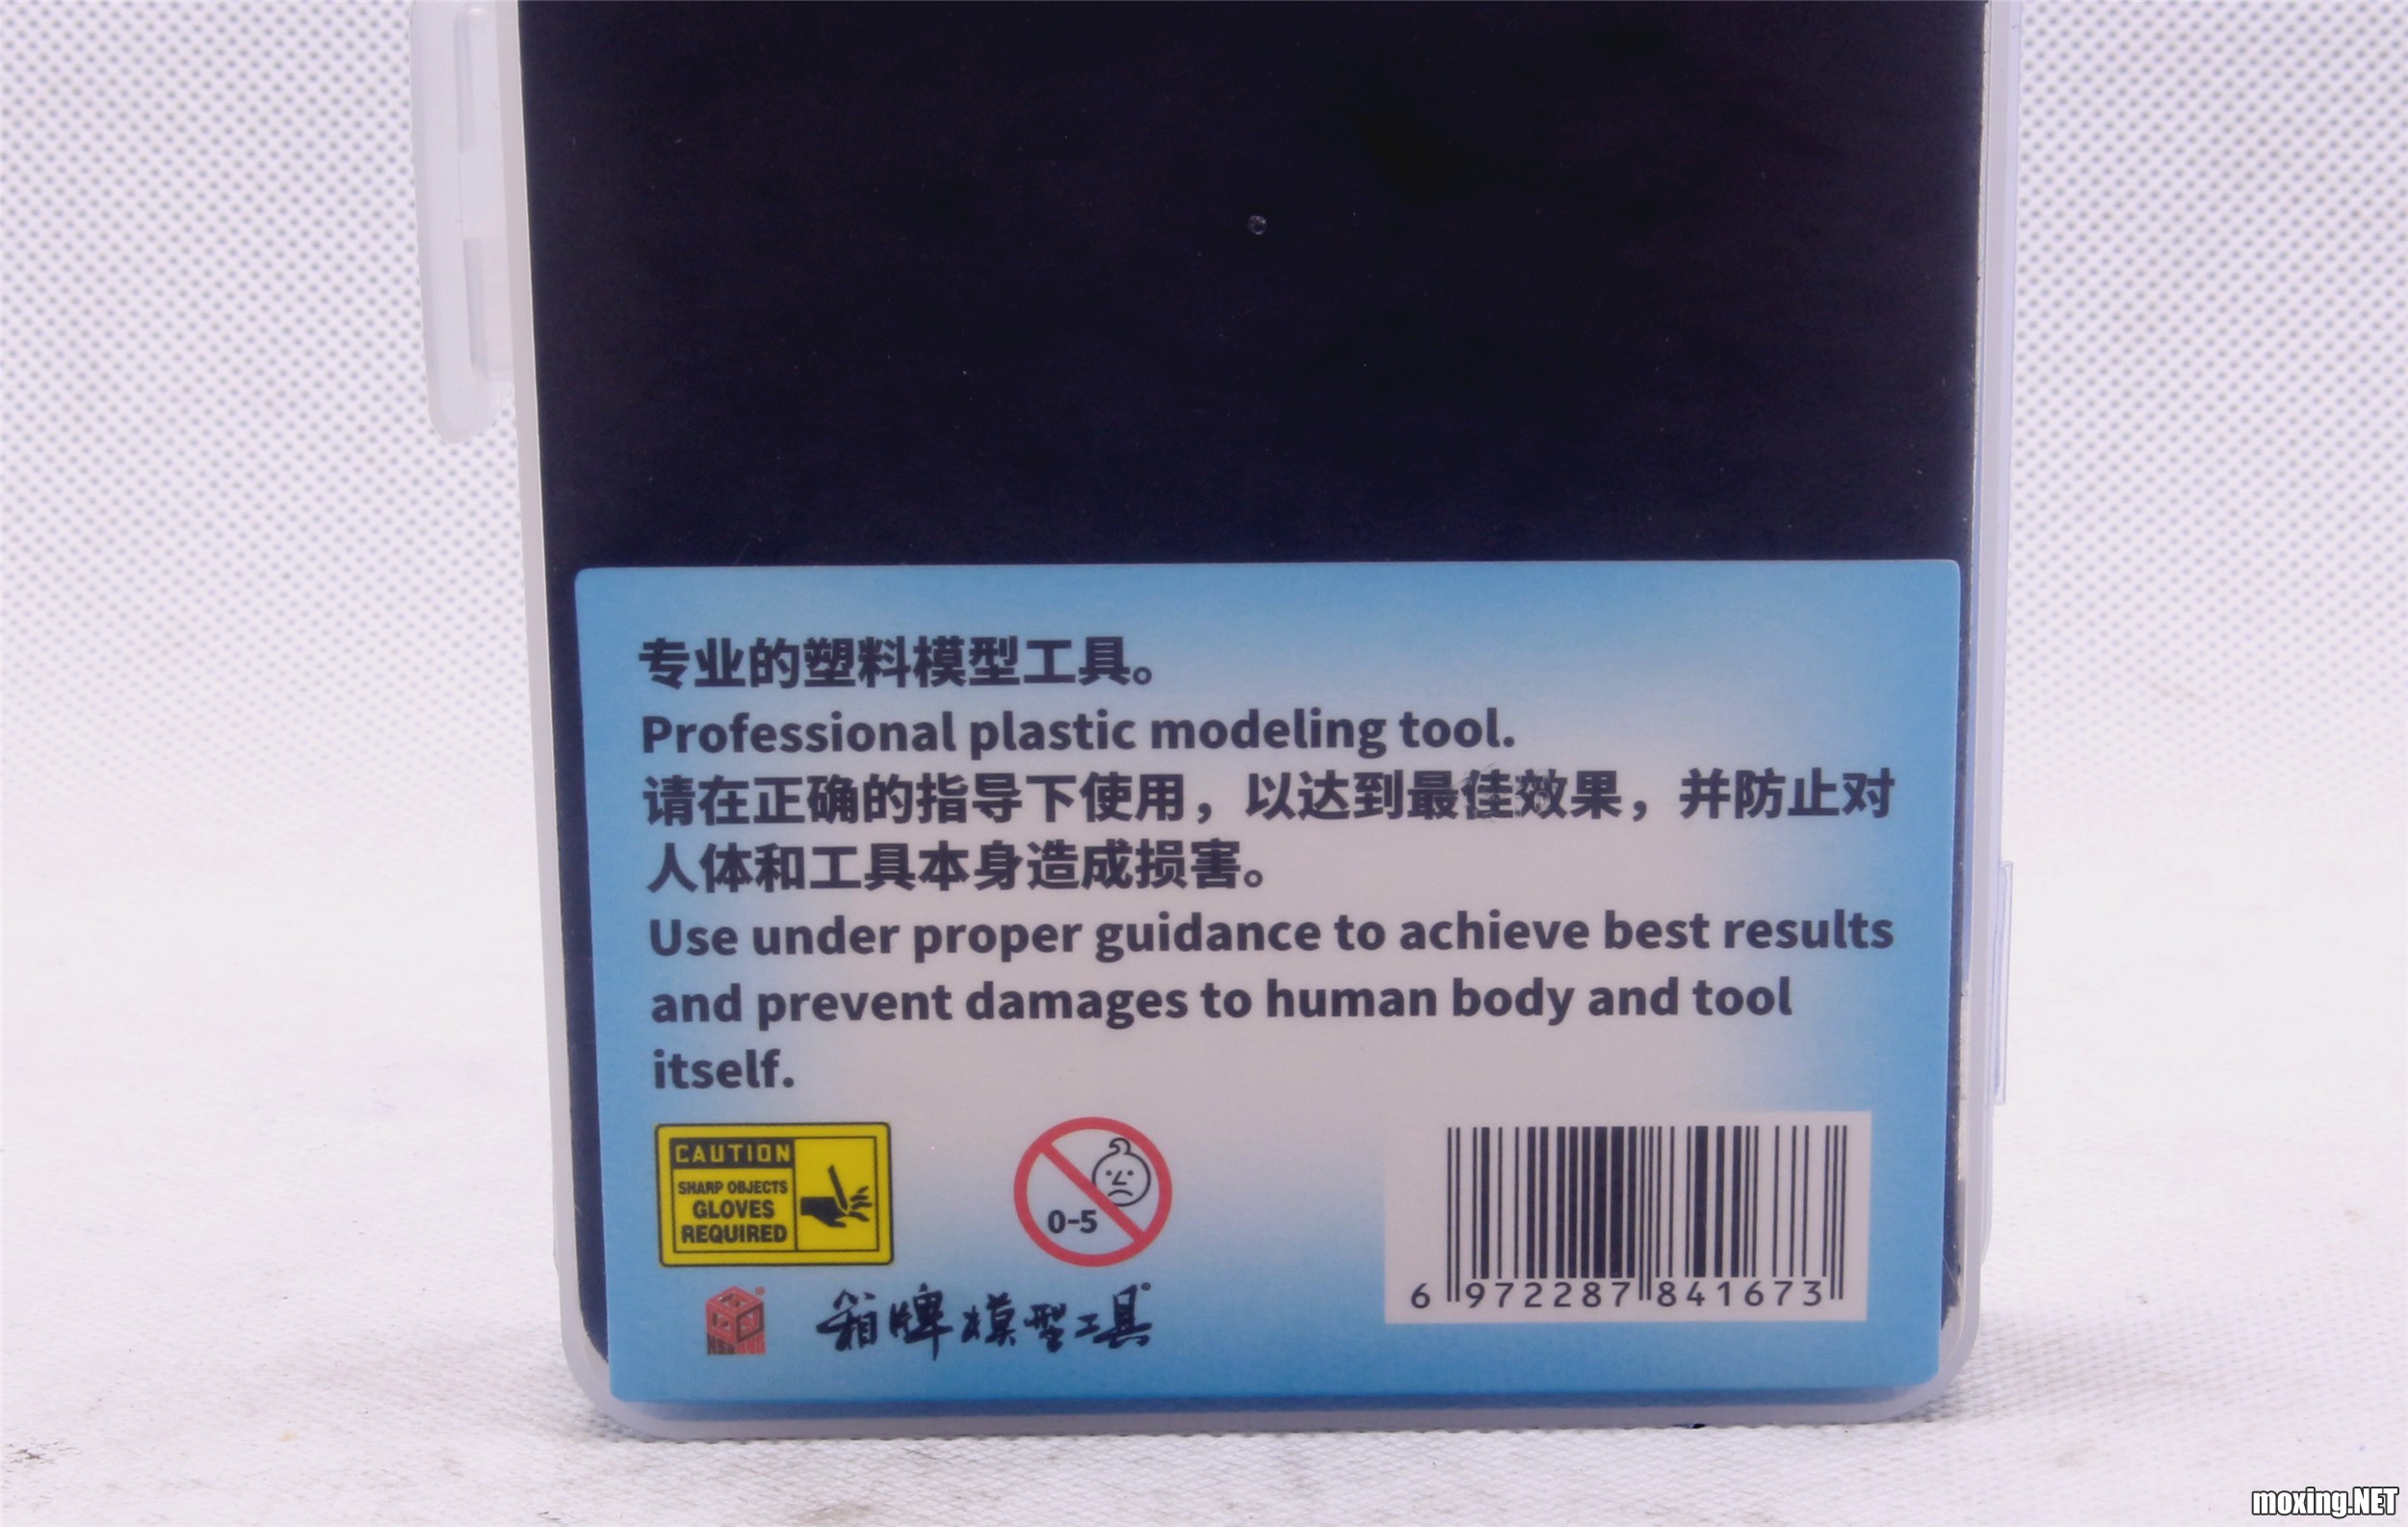 专业的塑料模型工具。
Professional plastic modeling tool.
请在正确的指导下使用，以达到最佳效果，并防止对
人体和工具本身造成损害。
Use under proper guidance to achieve best results
and prevent damages to human body and tool
itself.
CAUTION
SHARP OBJECTS
GLOVES
REQUIRED
0-5
箱牌模型工具
6 972287 841673
moxing.NET